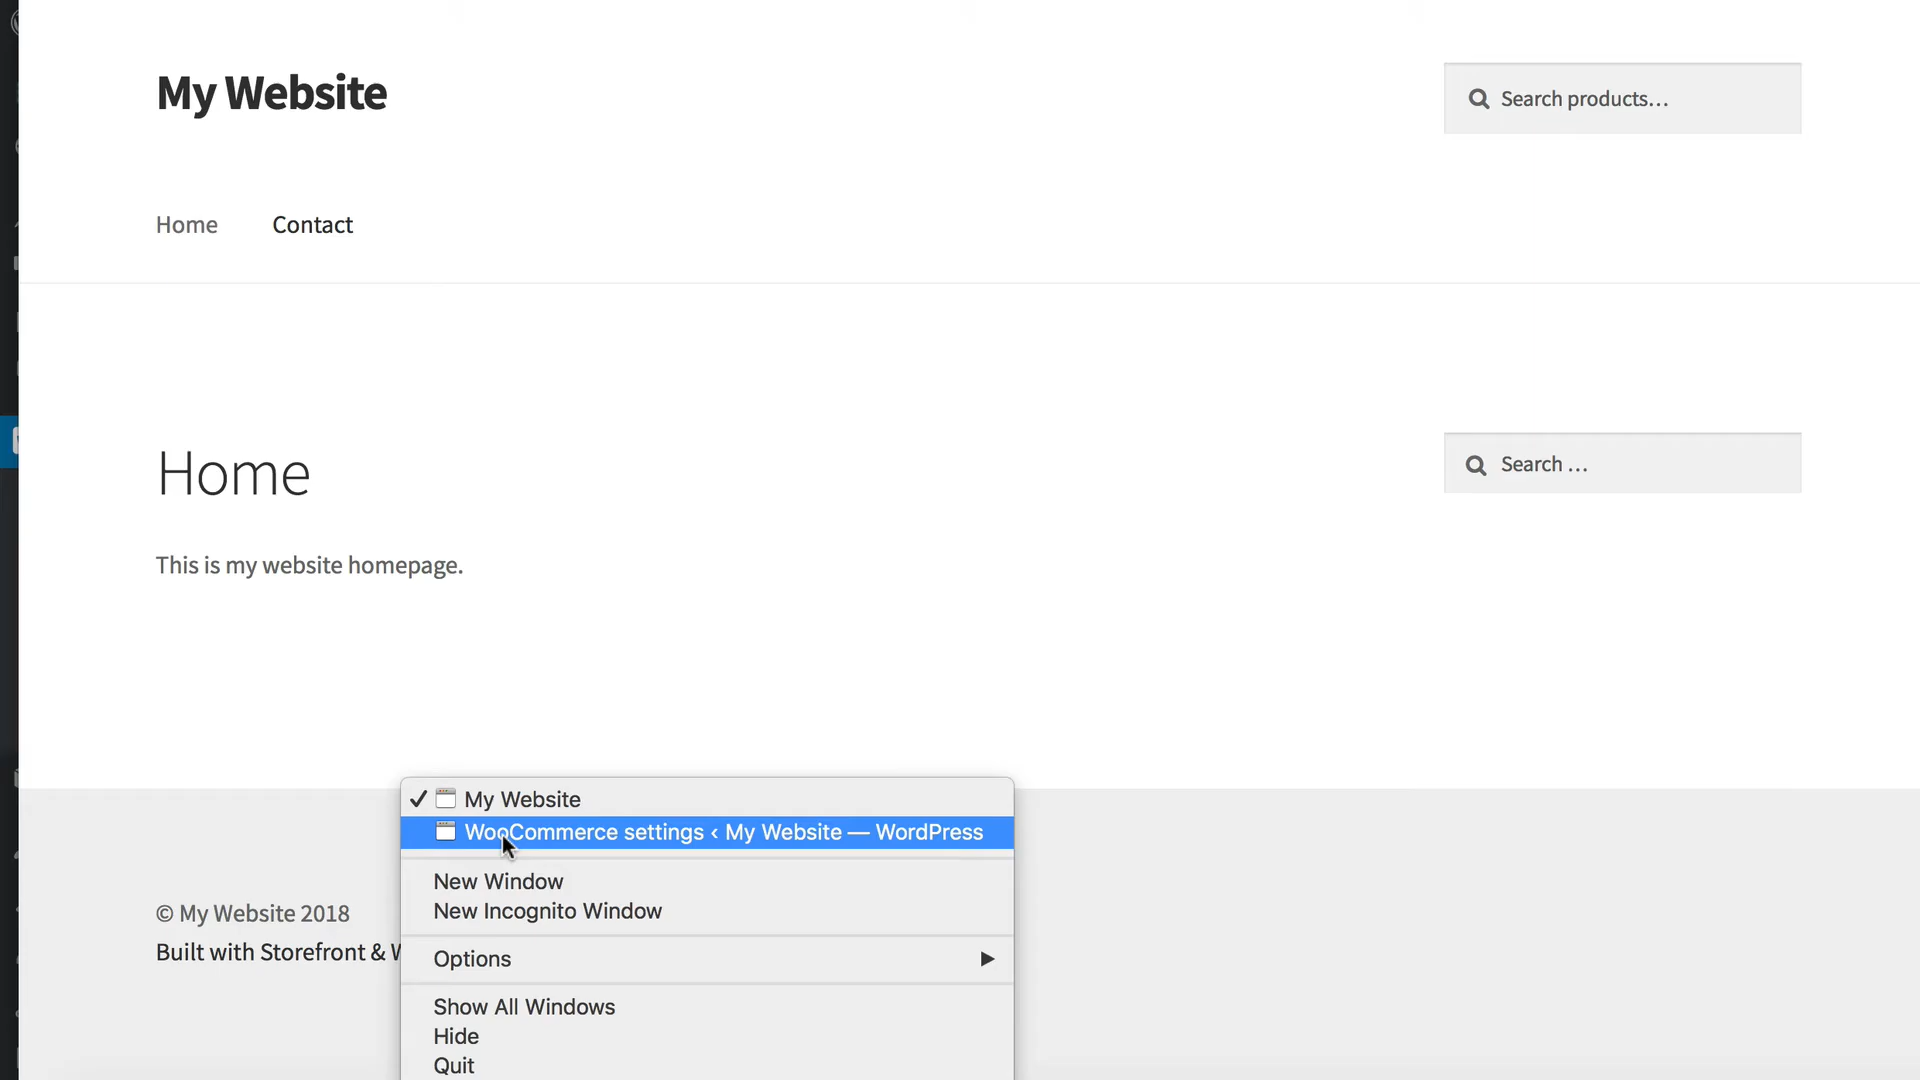 My Website
Search products...
Home
Contact
Home
Search ...
This is my website homepage.
✓ My Website
WooCommerce settings ‹ My Website — WordPress
New Window
New Incognito Window
Options ▶
Show All Windows
Hide
Quit
© My Website 2018
Built with Storefront &